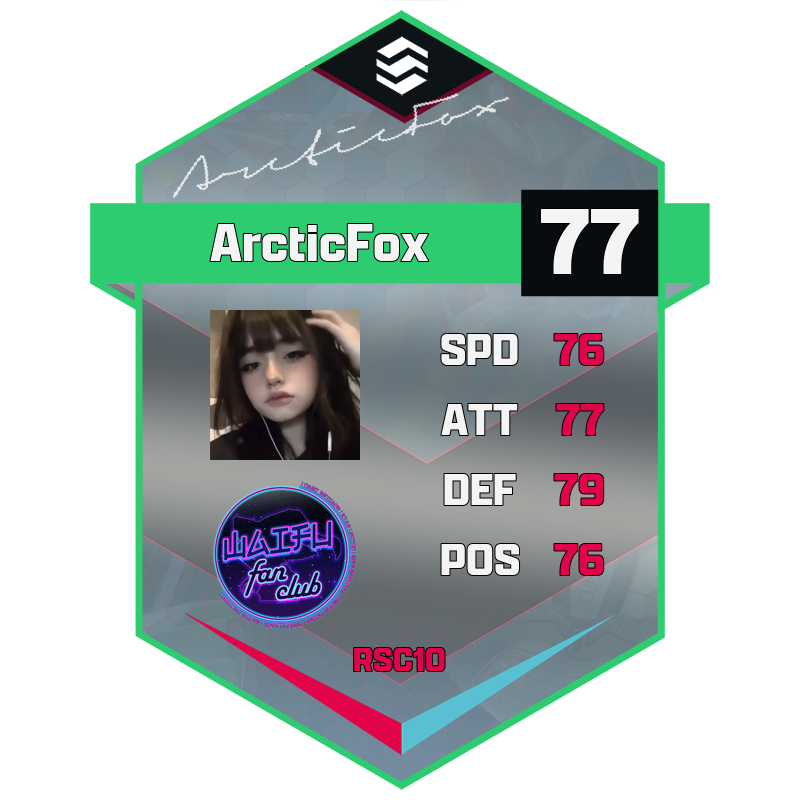 ArcticFox
ArcticFox
77
SPD 76
ATT 77
DEF 79
POS 76
WAIFU
fan
club
RSC10